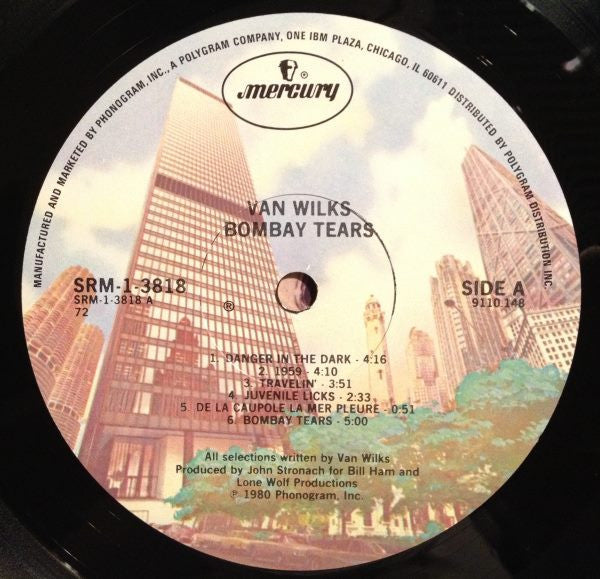 MANUFACTURED AND MARKETED BY PHONOGRAM, INC., A POLYGRAM COMPANY, ONE IBM PLAZA, CHICAGO, IL 60611 DISTRIBUTED BY POLYGRAM DISTRIBUTION INC.
mercury ®
VAN WILKS
BOMBAY TEARS
SRM-1-3818
SRM-1-3818 A
72
®
SIDE A
9110 148
1. DANGER IN THE DARK - 4:16
2. 1959 - 4:10
3. TRAVELIN' - 3:51
4. JUVENILE LICKS - 2:33
5. DE LA CAUPOLE LA MER PLEURE - 0:51
6. BOMBAY TEARS - 5:00
All selections written by Van Wilks
Produced by John Stronach for Bill Ham and
Lone Wolf Productions
℗ 1980 Phonogram, Inc.